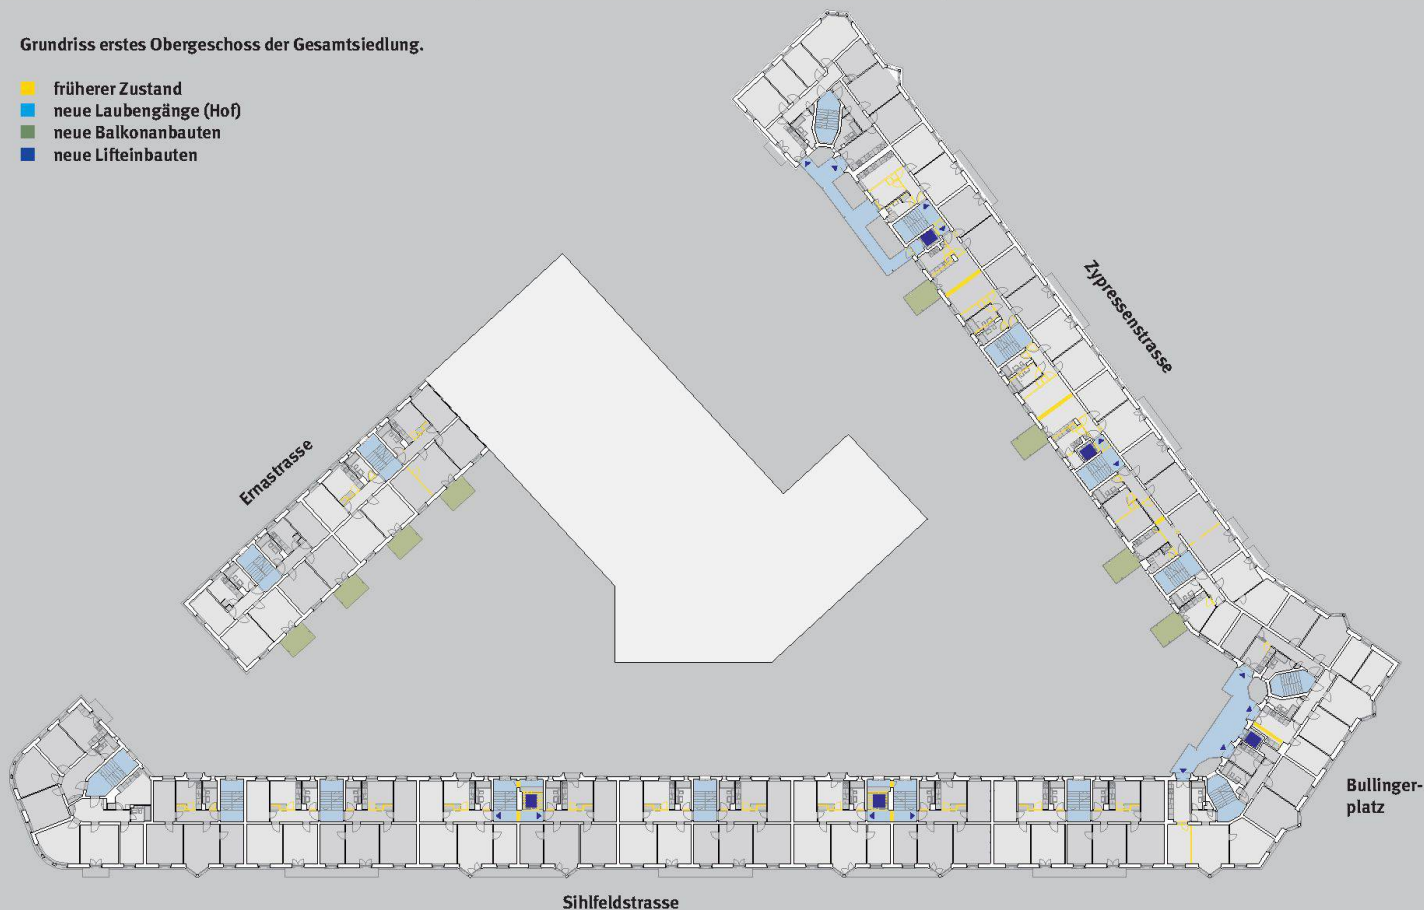 Grundriss erstes Obergeschoss der Gesamtsiedlung.
früherer Zustand
neue Laubengänge (Hof)
neue Balkonanbauten
neue Lifteinbauten
Zypressenstrasse
Ernastrasse
Bullinger-
platz
Sihlfeldstrasse